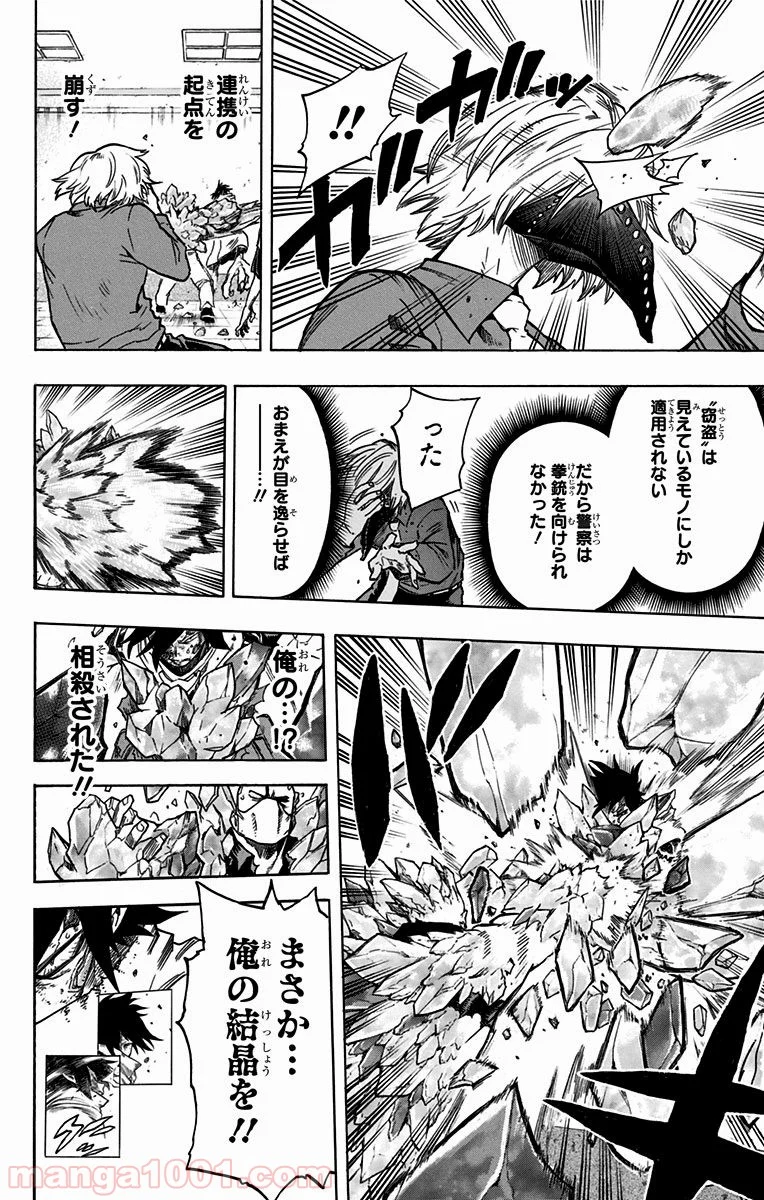 !!
ガガッ
連携の
起点を
崩す!
〝窃盗〟は
見えているモノにしか
適用されない
だから警察は
拳銃を向けられ
なかった!
った
おまえが目を逸らせば
………!!
俺の…!?
相殺された!!
まさか…
俺の結晶を!!
manga1001.com